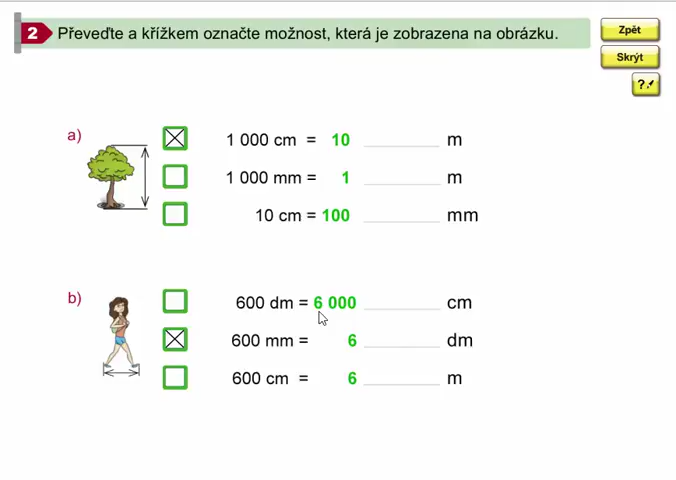 2 Převeďte a křížkem označte možnost, která je zobrazena na obrázku.
Zpět
Skrýt
?
a)
1 000 cm = 10 m
1 000 mm = 1 m
10 cm = 100 mm
b)
600 dm = 6 000 cm
600 mm = 6 dm
600 cm = 6 m